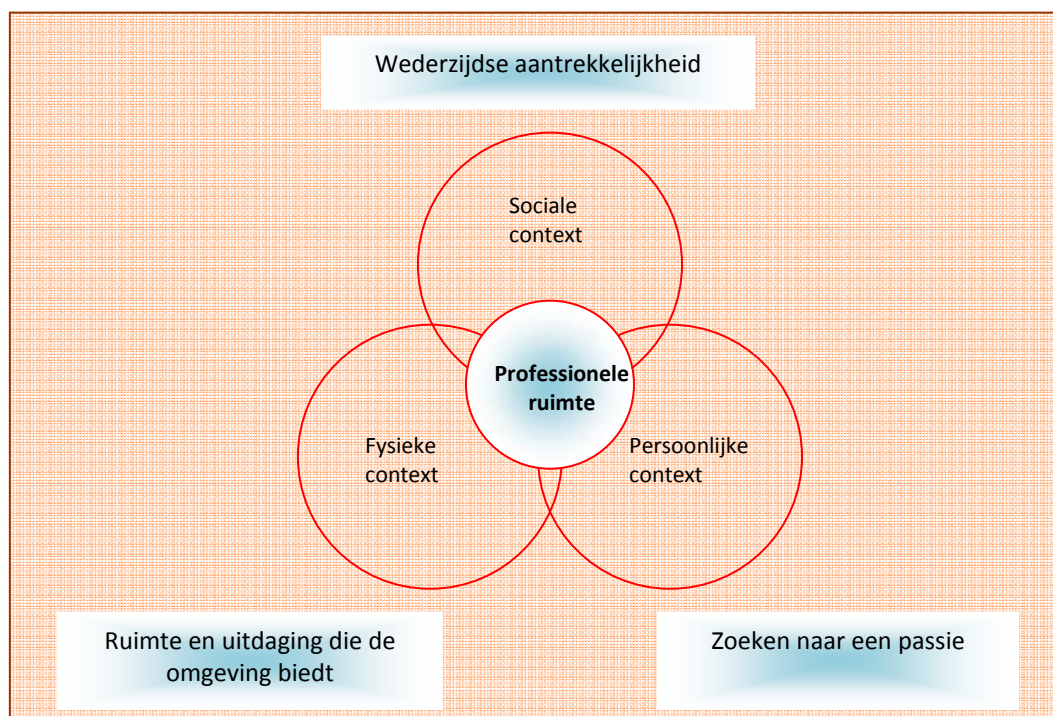 Wederzijdse aantrekkelijkheid
Sociale
context
Professionele
ruimte
Fysieke
context
Persoonlijke
context
Ruimte en uitdaging die de
omgeving biedt
Zoeken naar een passie